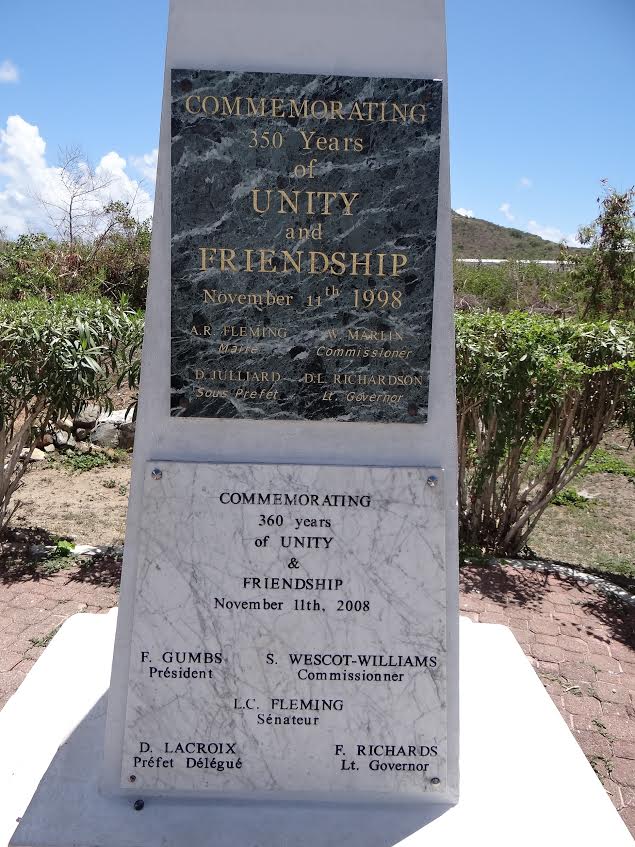 COMMEMORATING
350 Years
of
UNITY
and
FRIENDSHIP
November 11th 1998
A.R. FLEMING W. MARLIN
Maire Commissioner
D. JULLIARD D.L. RICHARDSON
Sous Prefet Lt. Governor
COMMEMORATING
360 years
of UNITY
&
FRIENDSHIP
November 11th, 2008
F. GUMBS S. WESCOT-WILLIAMS
Président Commissionner
L.C. FLEMING
Sénateur
D. LACROIX F. RICHARDS
Préfet Délégué Lt. Governor